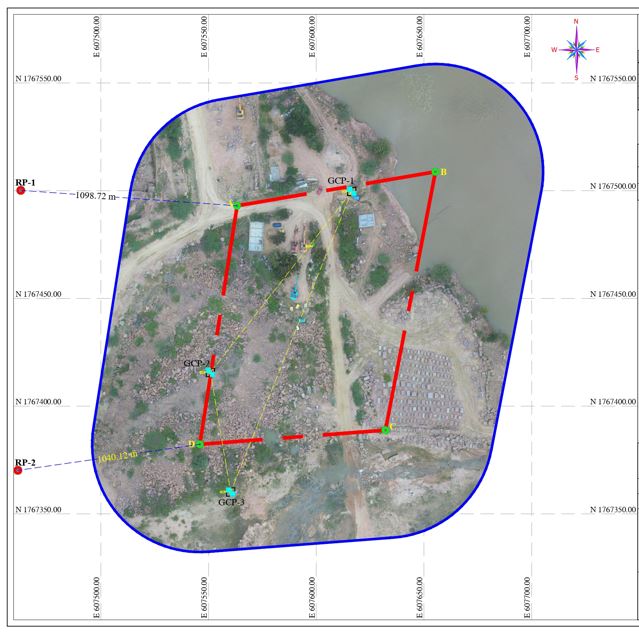 E 607500.00
E 607550.00
E 607600.00
E 607650.00
E 607700.00
N
W
E
S
N 1767550.00
N 1767550.00
RP-1
GCP-1
B
1098.72 m
N 1767500.00
N 1767500.00
N 1767450.00
N 1767450.00
GCP-2
N 1767400.00
N 1767400.00
C
D
RP-2
1040.12 m
GCP-3
N 1767350.00
N 1767350.00
E 607500.00
E 607550.00
E 607600.00
E 607650.00
E 607700.00